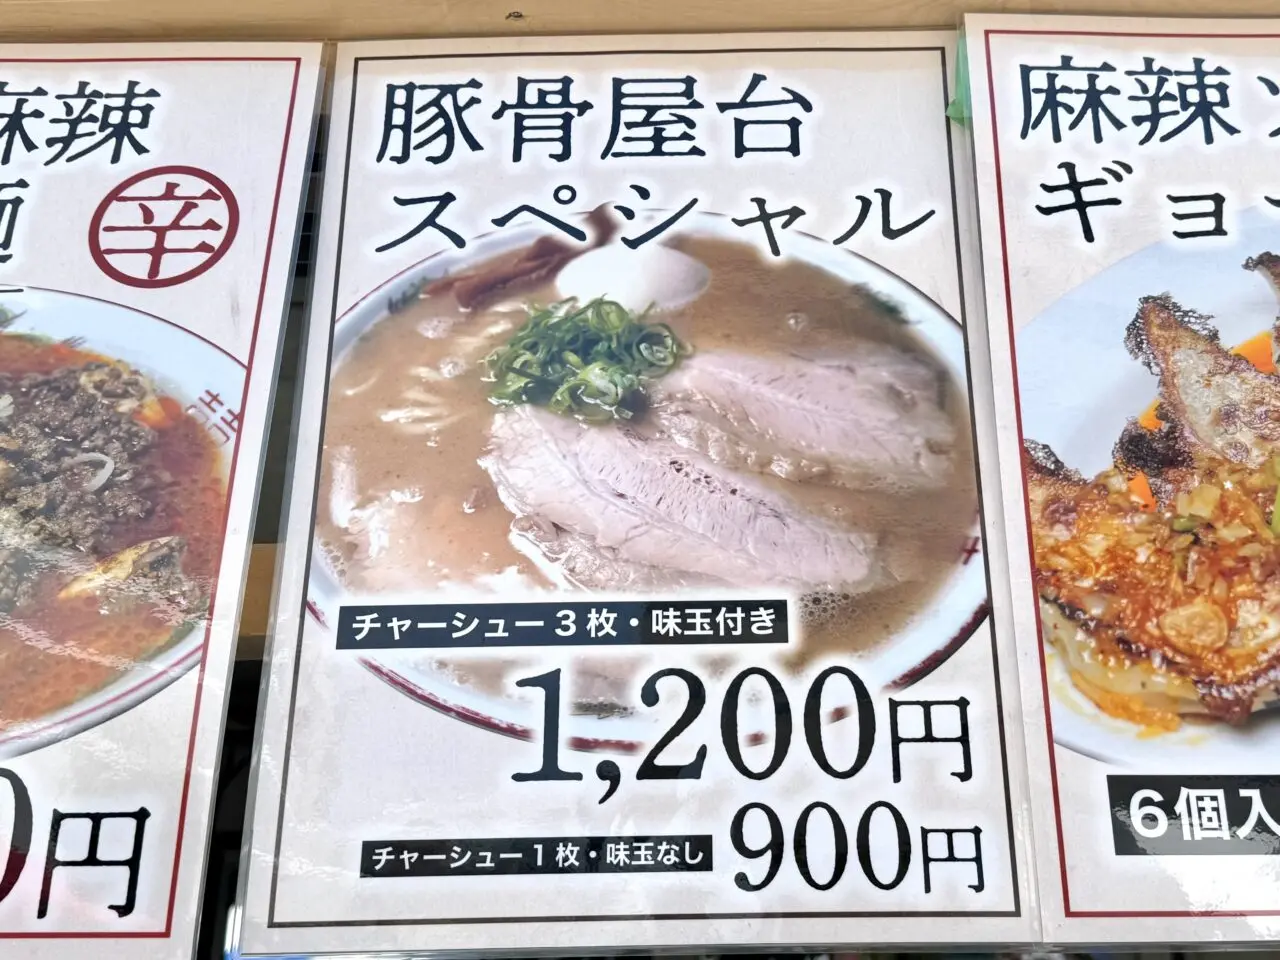 麻辣
麺
辛
0円
豚骨屋台
スペシャル
チャーシュー3枚・味玉付き
1,200円
チャーシュー1枚・味玉なし
900円
麻辣
ギョ
6個入